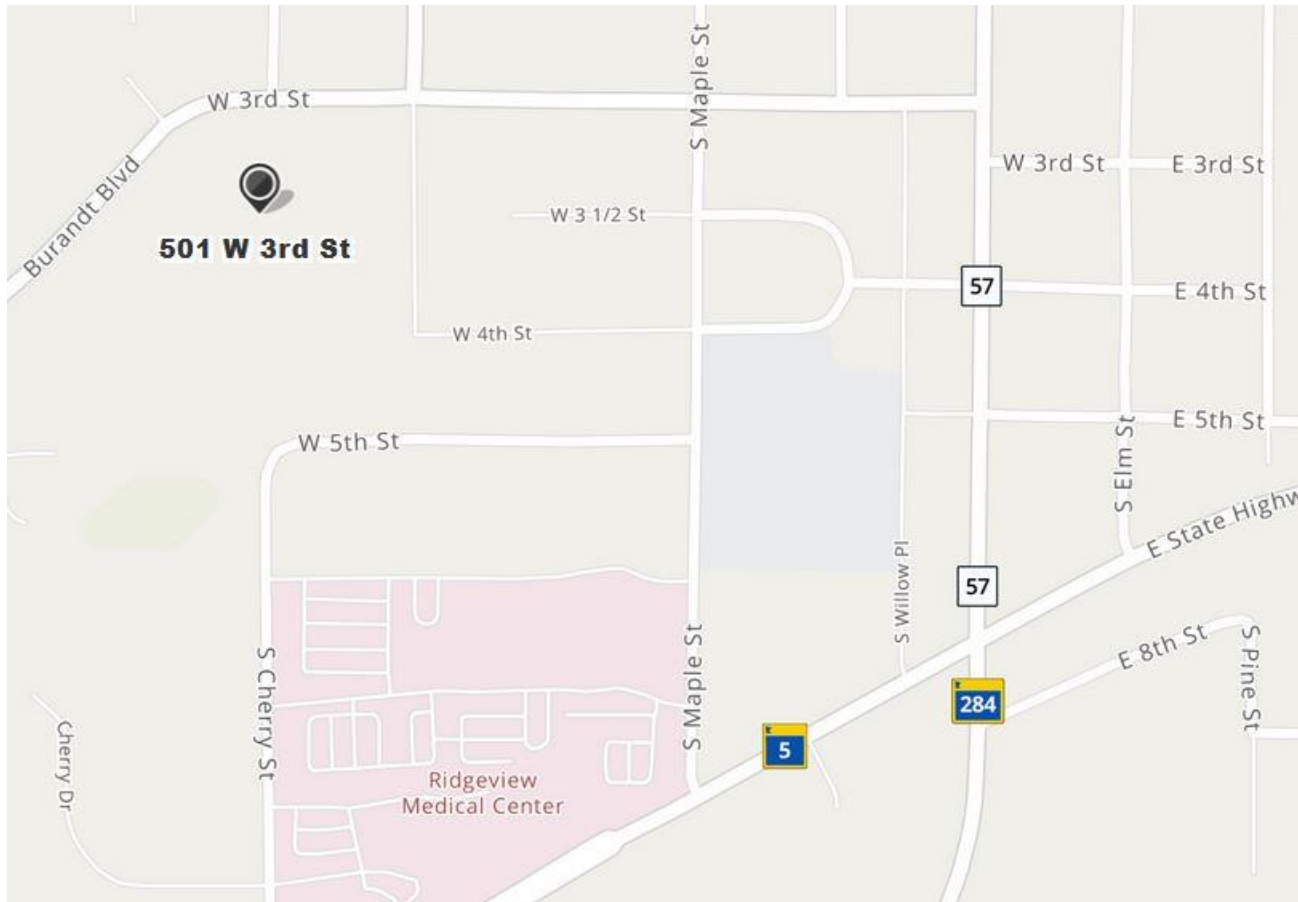 S Maple St
W 3rd St
Burandt Blvd
501 W 3rd St
W 3rd St
E 3rd St
W 3 1/2 St
57
E 4th St
W 4th St
E 5th St
W 5th St
S Elm St
E State Highw
S Willow Pl
57
E 8th St
S Pine St
S Cherry St
S Maple St
284
5
Cherry Dr
Ridgeview
Medical Center